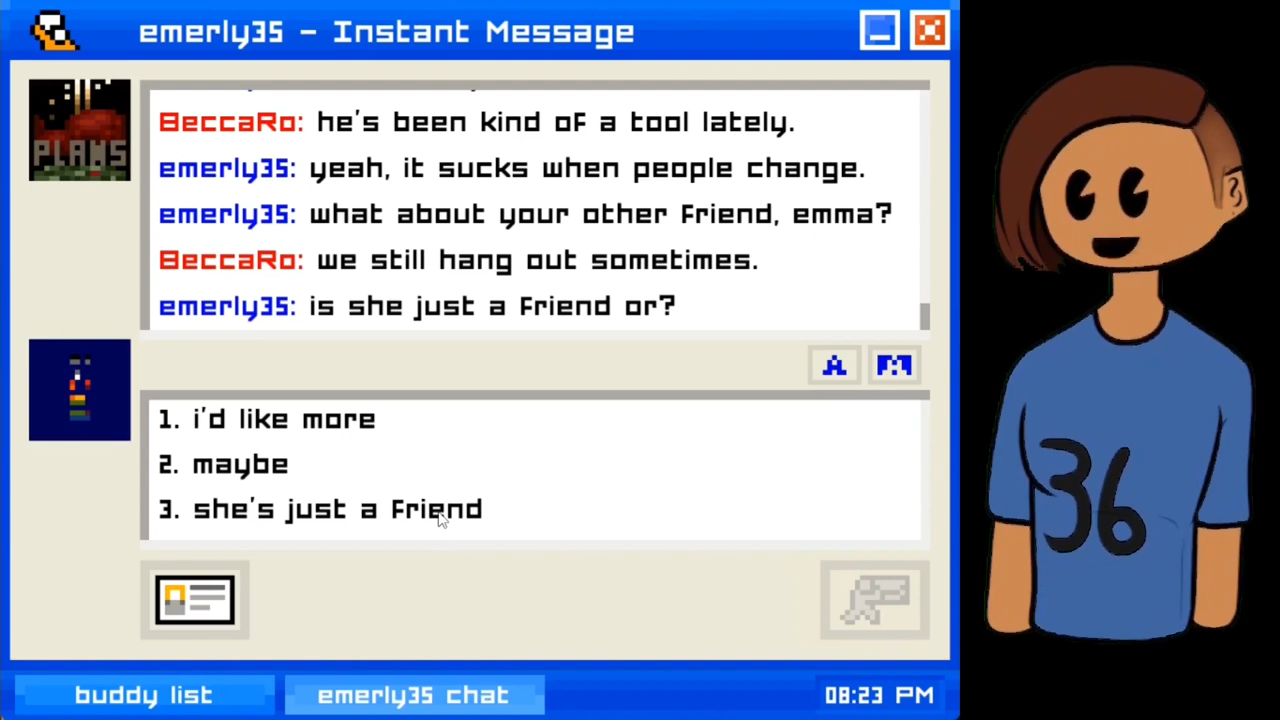 emerly35 - Instant Message
PLANS
BeccaRo: he's been kind of a tool lately.
emerly35: yeah, it sucks when people change.
emerly35: what about your other friend, emma?
BeccaRo: we still hang out sometimes.
emerly35: is she just a friend or?
A
1. i'd like more
2. maybe
3. she's just a friend
36
buddy list
emerly35 chat
08:23 PM